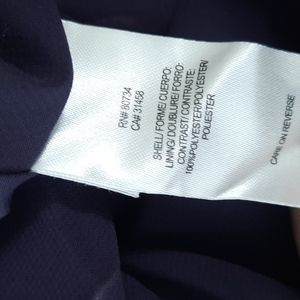 RN# 80734
CA# 31458
SHELL/ FORME/ CUERPO:
LINING/ DOUBLURE/ FORRO:
CONTRAST/ CONTRASTE:
100%POLYESTER/POLYESTER/
POLIESTER
CARE ON REVERSE